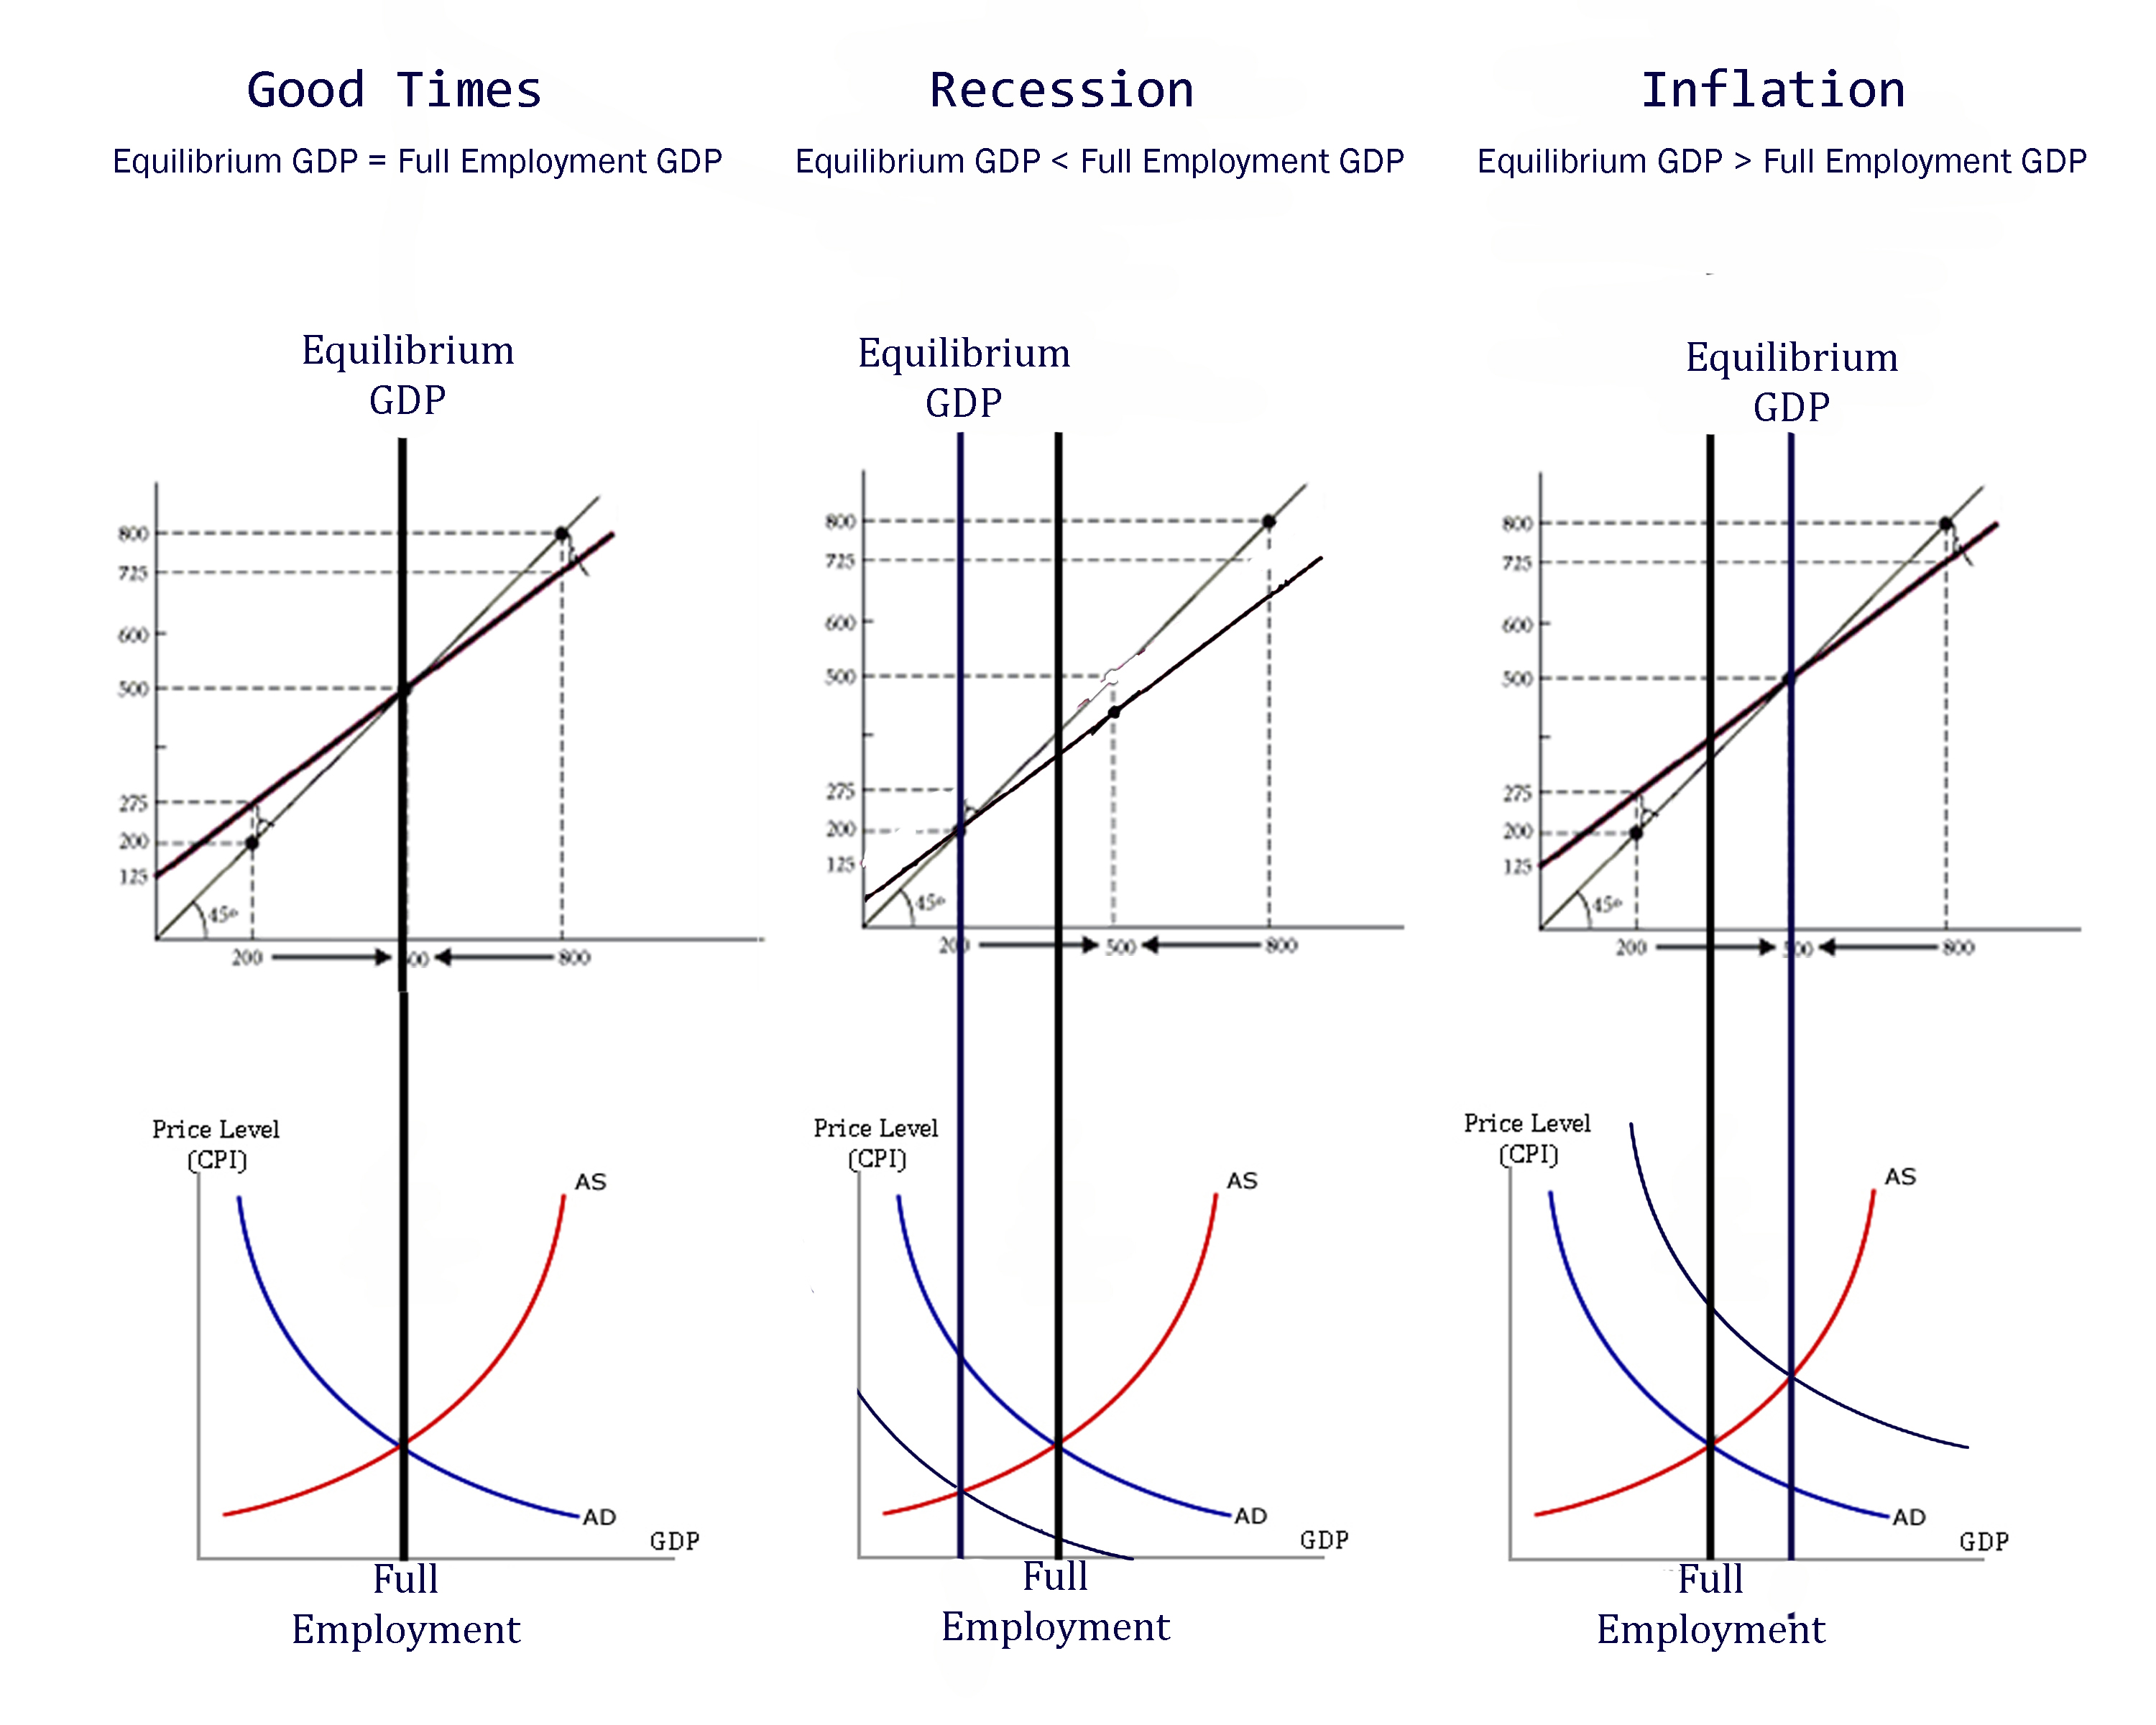 Good Times
Equilibrium GDP = Full Employment GDP
Equilibrium
GDP
800
725
600
500
275
200
125
45°
200 800
Price Level
(CPI)
AS
AD
GDP
Full
Employment
Recession
Equilibrium GDP < Full Employment GDP
Equilibrium
GDP
800
725
600
500
275
200
125
45°
200 500 800
Price Level
(CPI)
AS
AD
GDP
Full
Employment
Inflation
Equilibrium GDP > Full Employment GDP
Equilibrium
GDP
800
725
600
500
275
200
125
45°
200 500 800
Price Level
(CPI)
AS
AD
GDP
Full
Employment